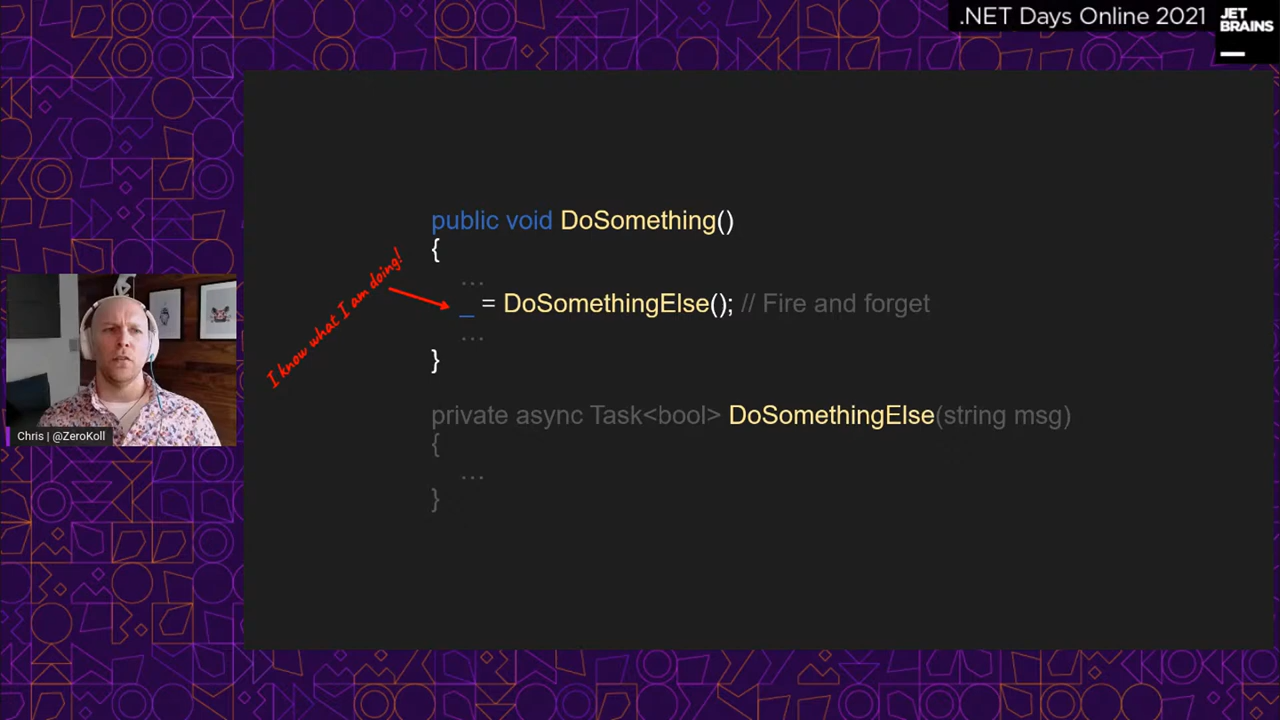 .NET Days Online 2021
JET
BRAINS
public void DoSomething()
{
...
I know what I am doing!
_ = DoSomethingElse(); // Fire and forget
...
}
private async Task<bool> DoSomethingElse(string msg)
{
...
}
Chris | @ZeroKoll